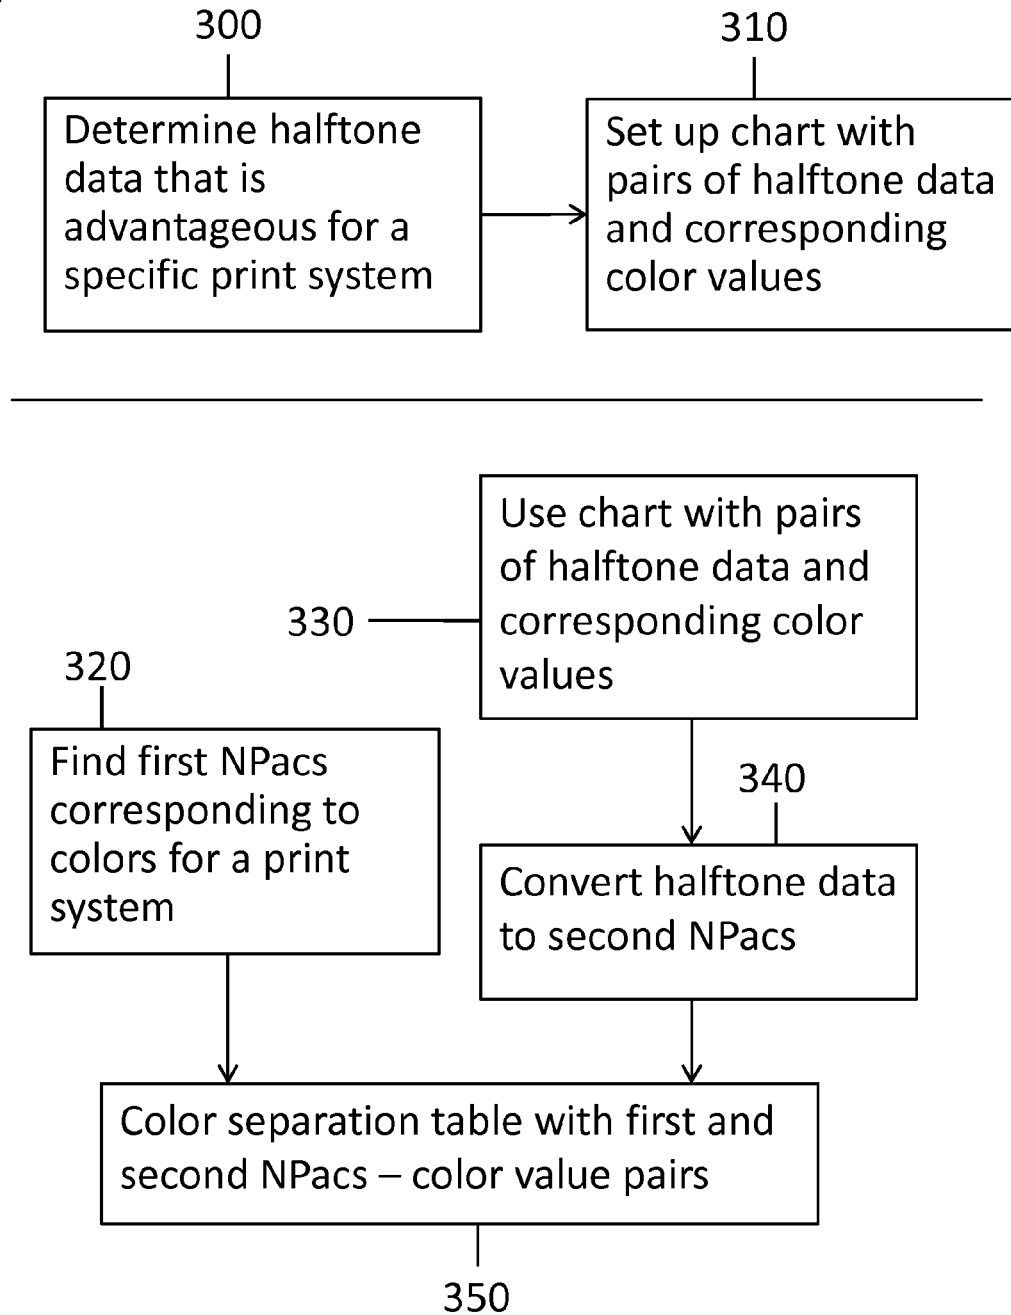 300
Determine halftone
data that is
advantageous for a
specific print system
310
Set up chart with
pairs of halftone data
and corresponding
color values
330
Use chart with pairs
of halftone data and
corresponding color
values
320
Find first NPacs
corresponding to
colors for a print
system
340
Convert halftone data
to second NPacs
Color separation table with first and
second NPacs – color value pairs
350